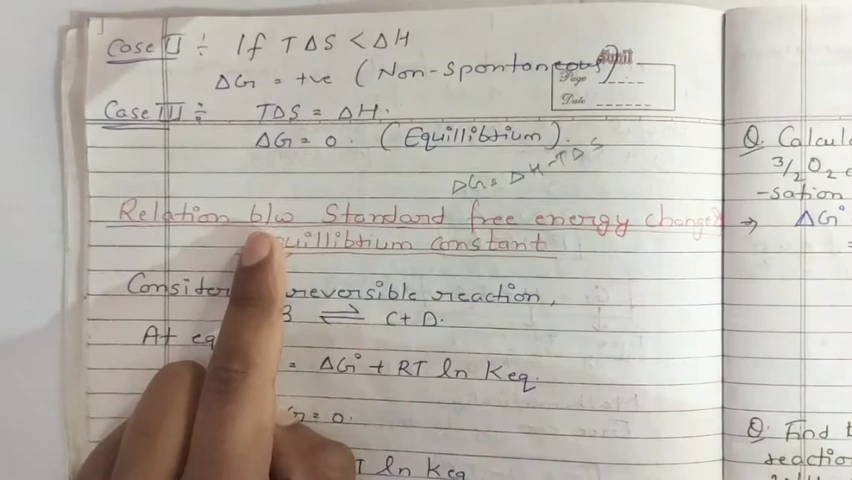 Case II ÷ If TΔS < ΔH
ΔG = +ve (Non-spontaneous)
Page
Date
Case III ÷ TΔS = ΔH.
ΔG = 0. (Equillibrium).
ΔG = ΔH - TΔS
Relation b/w Standard free energy change &
quillibrium constant
Consider reversible reaction,
⇌ C + D.
At eq
= ΔG° + RT ln Keq.
= 0.
T ln Keq
Q. Calcul
3/2 O2
-sation
→ ΔG°
=
Q. Find t
reactio